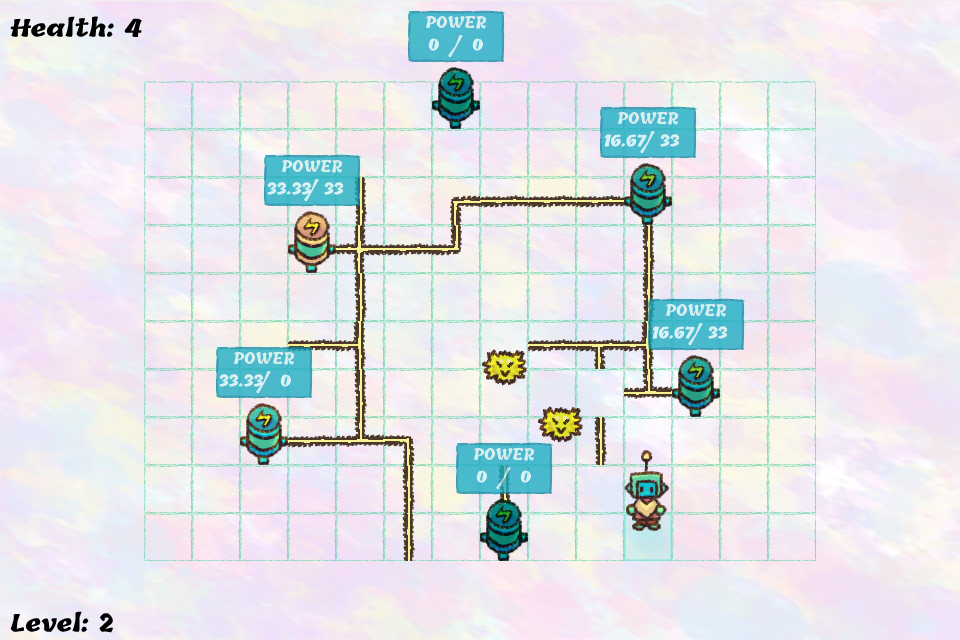 Health: 4
POWER
0 / 0
POWER
16.67/ 33
POWER
33.33/ 33
POWER
16.67/ 33
POWER
33.33/ 0
POWER
0 / 0
Level: 2